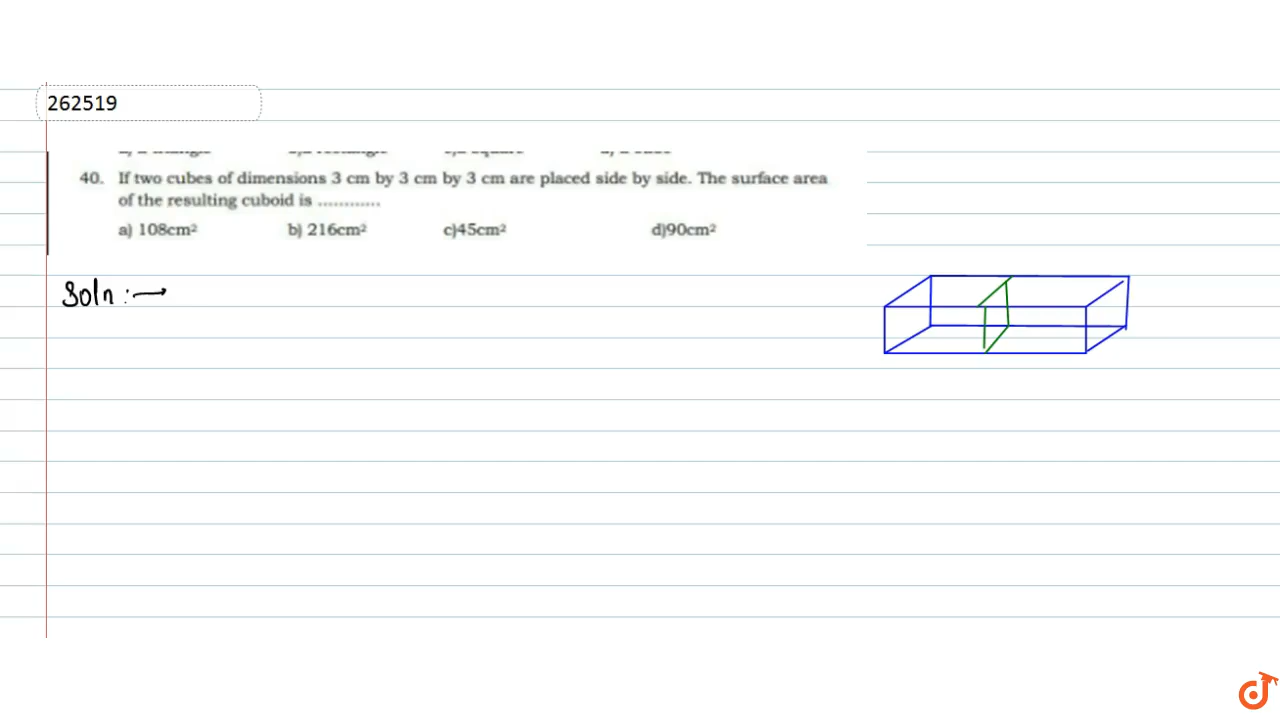 262519
40. If two cubes of dimensions 3 cm by 3 cm by 3 cm are placed side by side. The surface area
of the resulting cuboid is ............
a) 108cm² b) 216cm² c)45cm² d)90cm²
Soln :→